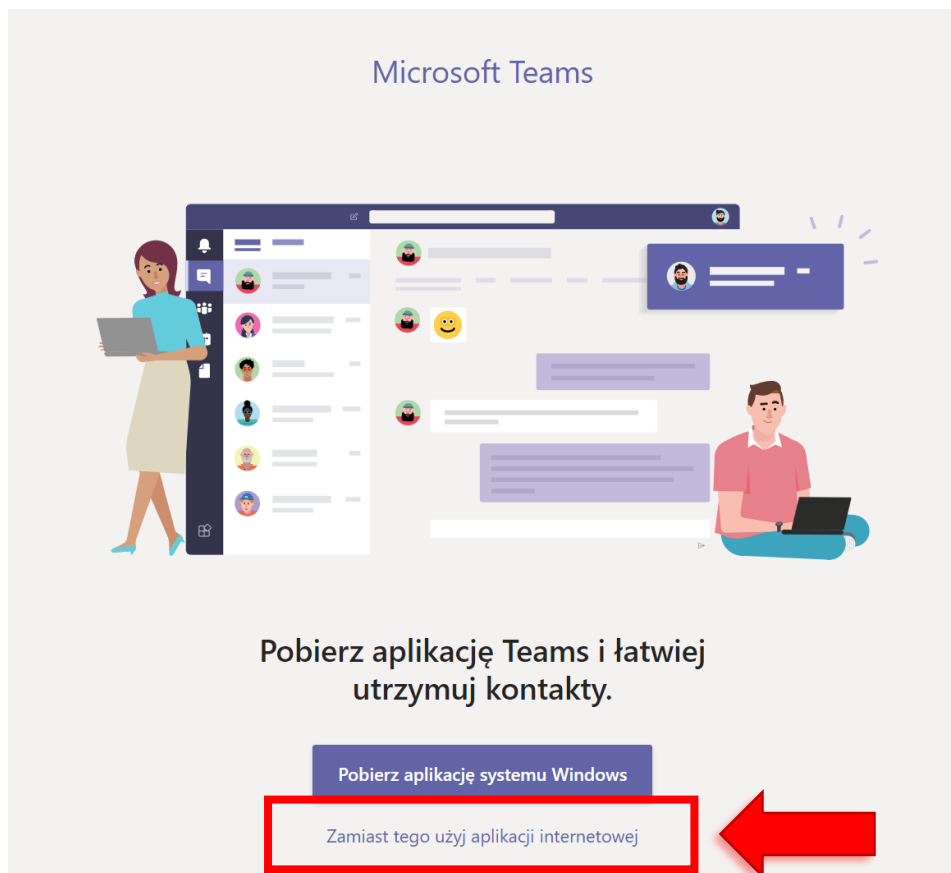 Microsoft Teams
Pobierz aplikację Teams i łatwiej
utrzymuj kontakty.
Pobierz aplikację systemu Windows
Zamiast tego użyj aplikacji internetowej